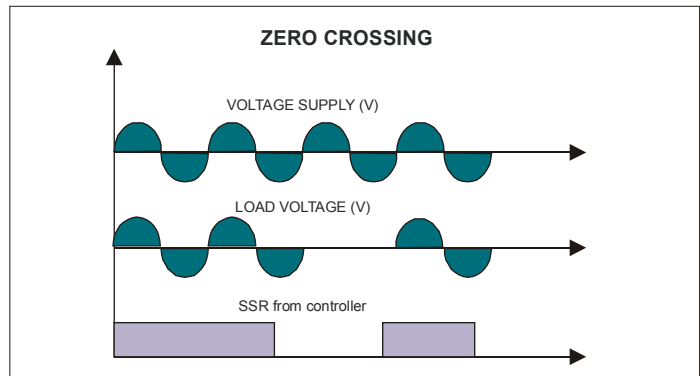 ZERO CROSSING
VOLTAGE SUPPLY (V)
LOAD VOLTAGE (V)
SSR from controller